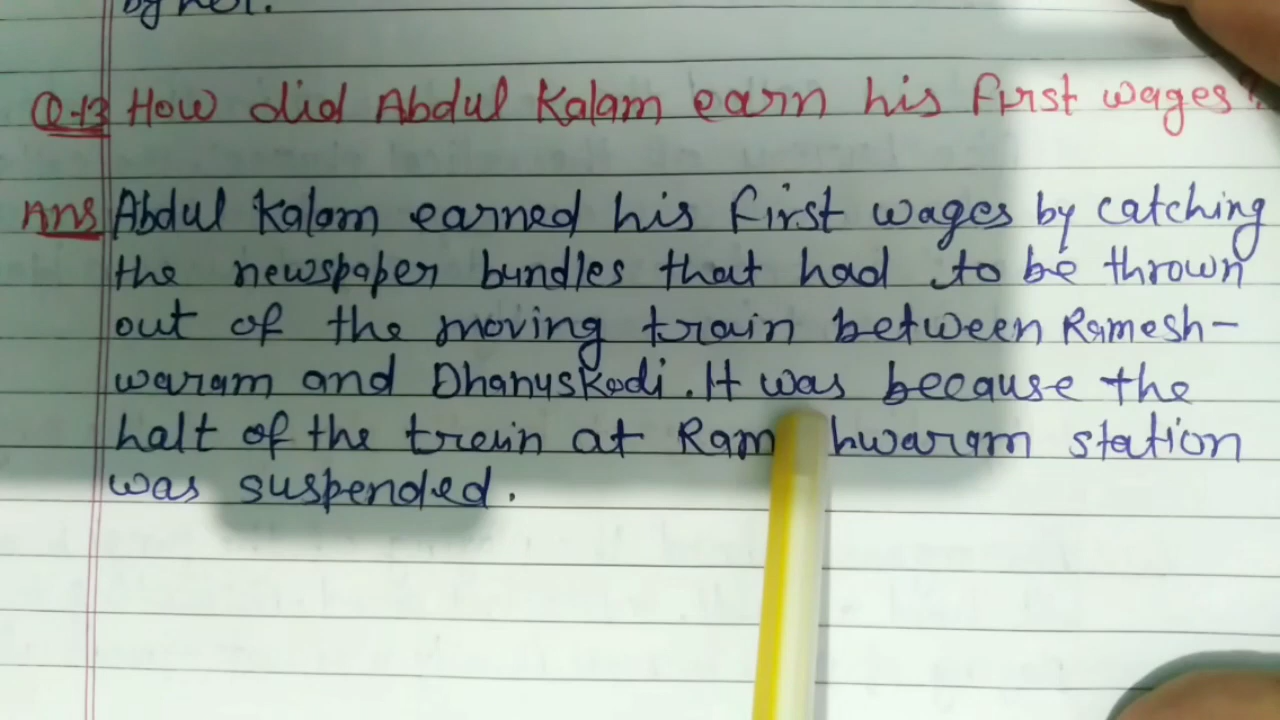 by her.
Q.13 How did Abdul Kalam earn his first wages?
Ans Abdul Kalam earned his first wages by catching
the newspaper bundles that had to be thrown
out of the moving train between Ramesh-
waram and Dhanuskodi. It was because the
halt of the train at Ram hwaram station
was suspended.